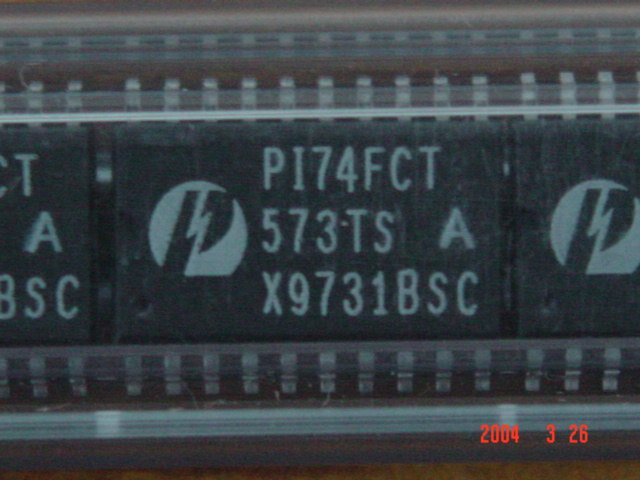 CT
A
BSC
PI74FCT
573TS A
X9731BSC
2004 3 26